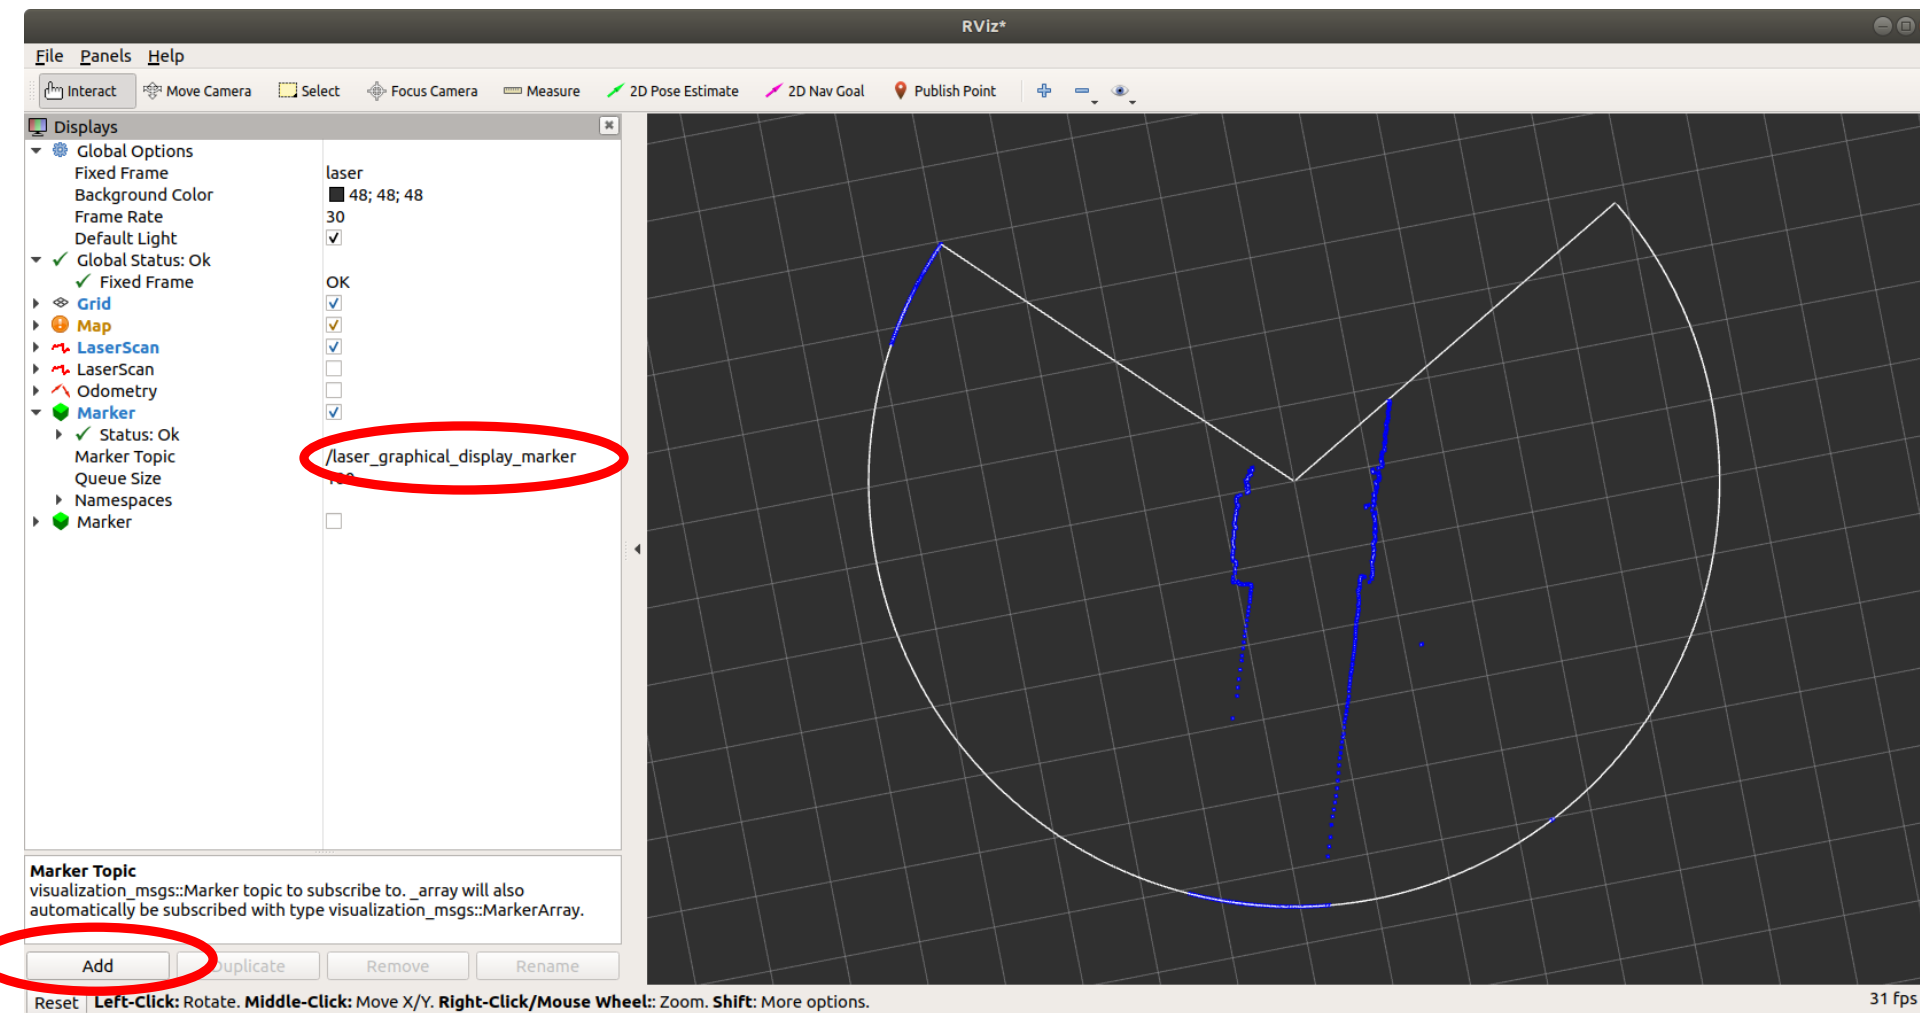 RViz*
File Panels Help
Interact Move Camera Select Focus Camera Measure 2D Pose Estimate 2D Nav Goal Publish Point
Displays
Global Options
Fixed Frame laser
Background Color 48; 48; 48
Frame Rate 30
Default Light
Global Status: Ok
Fixed Frame OK
Grid
Map
LaserScan
LaserScan
Odometry
Marker
Status: Ok
Marker Topic /laser_graphical_display_marker
Queue Size
Namespaces
Marker
Marker Topic
visualization_msgs::Marker topic to subscribe to. _array will also
automatically be subscribed with type visualization_msgs::MarkerArray.
Add Duplicate Remove Rename
Reset Left-Click: Rotate. Middle-Click: Move X/Y. Right-Click/Mouse Wheel:: Zoom. Shift: More options. 31 fps